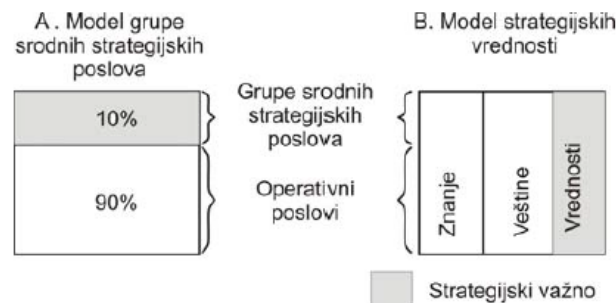 A . Model grupe
srodnih strategijskih
poslova
10%
90%
Grupe srodnih
strategijskih
poslova
Operativni
poslovi
B. Model strategijskih
vrednosti
Znanje
Veštine
Vrednosti
Strategijski važno